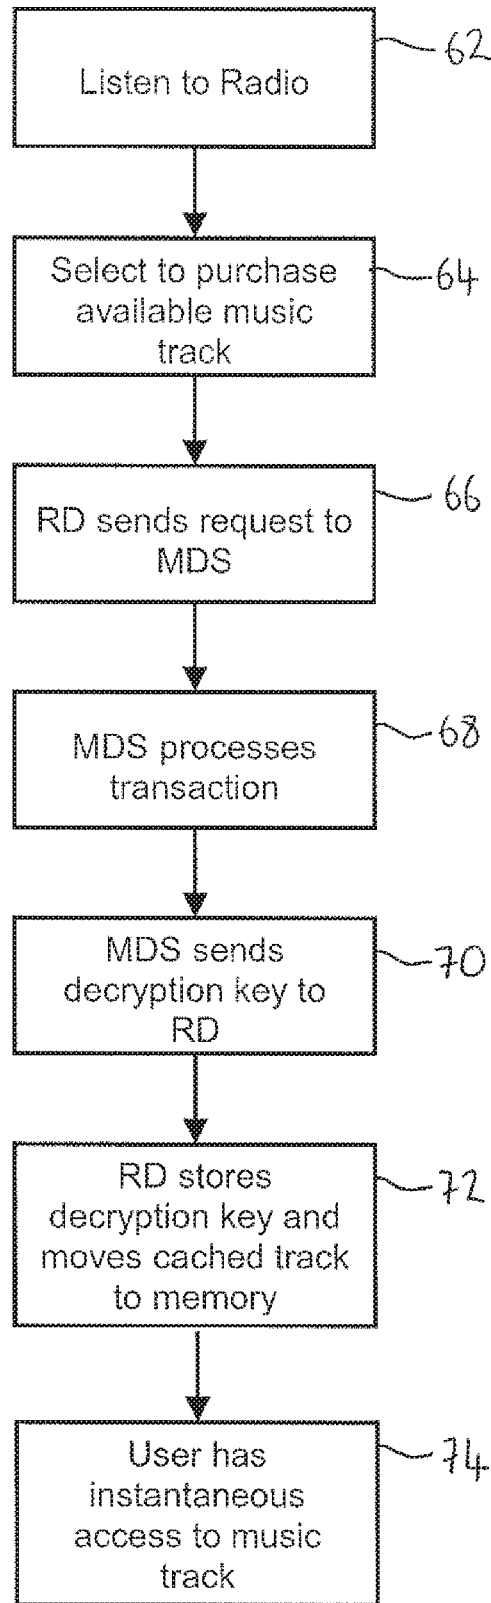 Listen to Radio
62
Select to purchase
available music
track
64
RD sends request to
MDS
66
MDS processes
transaction
68
MDS sends
decryption key to
RD
70
RD stores
decryption key and
moves cached track
to memory
72
User has
instantaneous
access to music
track
74